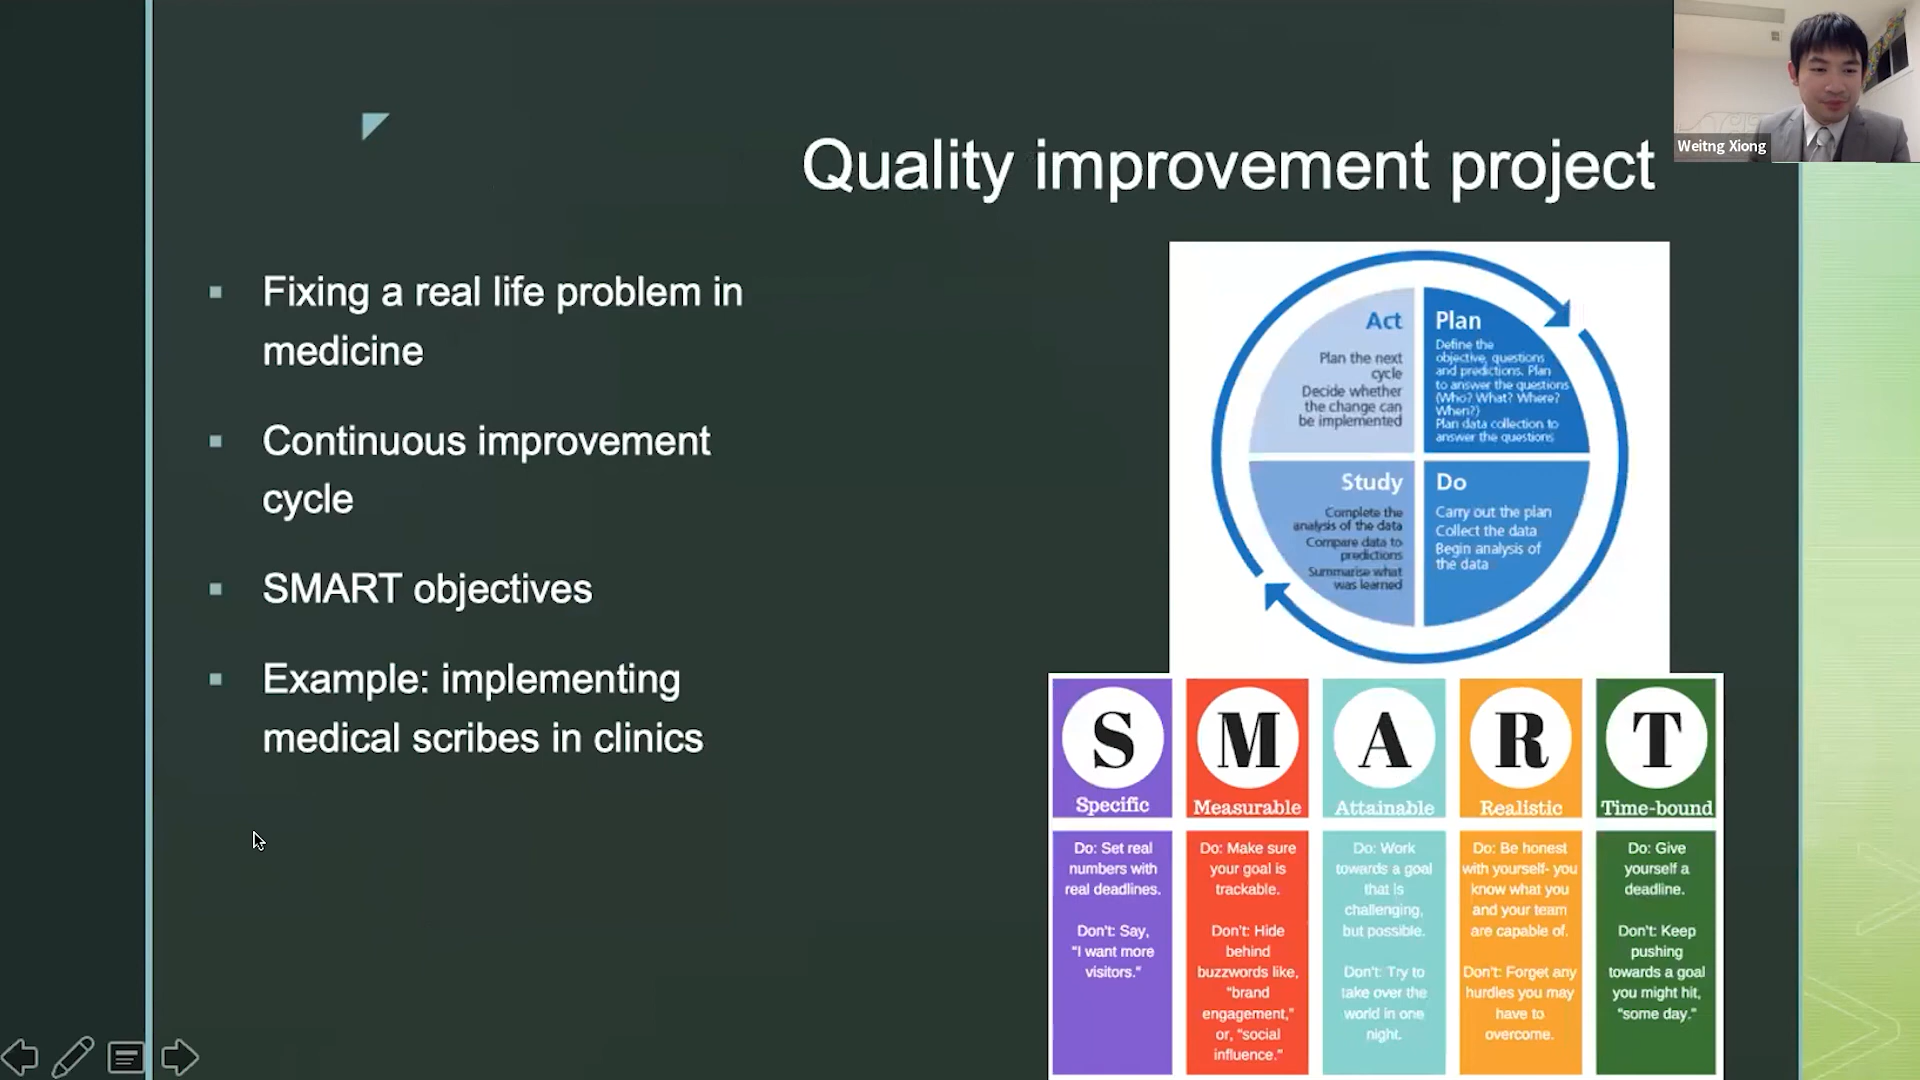 Quality improvement project
Weitng Xiong
▪ Fixing a real life problem in
medicine
▪ Continuous improvement
cycle
▪ SMART objectives
▪ Example: implementing
medical scribes in clinics
Act
Plan the next
cycle
Decide whether
the change can
be implemented
Plan
Define the
objective, questions
and predictions. Plan
to answer the questions
(Who? What? Where?
When?)
Plan data collection to
answer the questions
Study
Complete the
analysis of the data
Compare data to
predictions
Summarise what
was learned
Do
Carry out the plan
Collect the data
Begin analysis of
the data
S
Specific
Do: Set real
numbers with
real deadlines.
Don't: Say,
"I want more
visitors."
M
Measurable
Do: Make sure
your goal is
trackable.
Don't: Hide
behind
buzzwords like,
"brand
engagement,"
or, "social
influence."
A
Attainable
Do: Work
towards a goal
that is
challenging,
but possible.
Don't: Try to
take over the
world in one
night.
R
Realistic
Do: Be honest
with yourself- you
know what you
and your team
are capable of.
Don't: Forget any
hurdles you may
have to
overcome.
T
Time-bound
Do: Give
yourself a
deadline.
Don't: Keep
pushing
towards a goal
you might hit,
"some day."